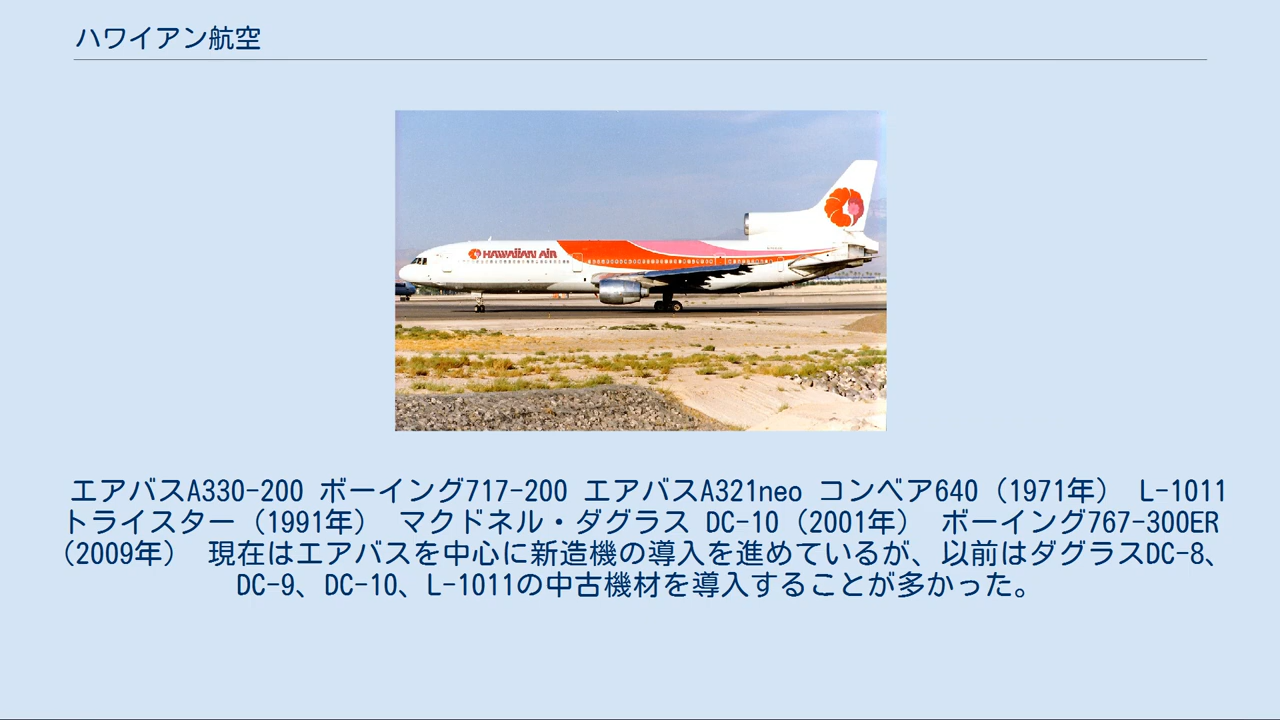 ハワイアン航空
HAWAIIAN AIR
エアバスA330-200 ボーイング717-200 エアバスA321neo コンベア640（1971年） L-1011
トライスター（1991年） マクドネル・ダグラス DC-10（2001年） ボーイング767-300ER
（2009年） 現在はエアバスを中心に新造機の導入を進めているが、以前はダグラスDC-8、
DC-9、DC-10、L-1011の中古機材を導入することが多かった。